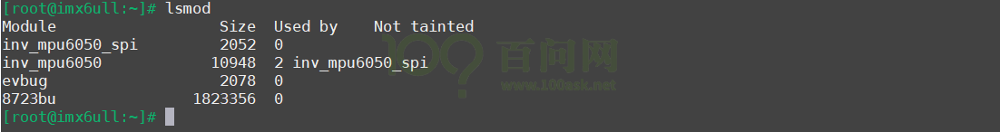 [root@imx6ull:~]# lsmod
Module                  Size  Used by    Not tainted
inv_mpu6050_spi         2052  0
inv_mpu6050            10948  2 inv_mpu6050_spi
evbug                   2078  0
8723bu               1823356  0
[root@imx6ull:~]#
100 百问网
www.100ask.net